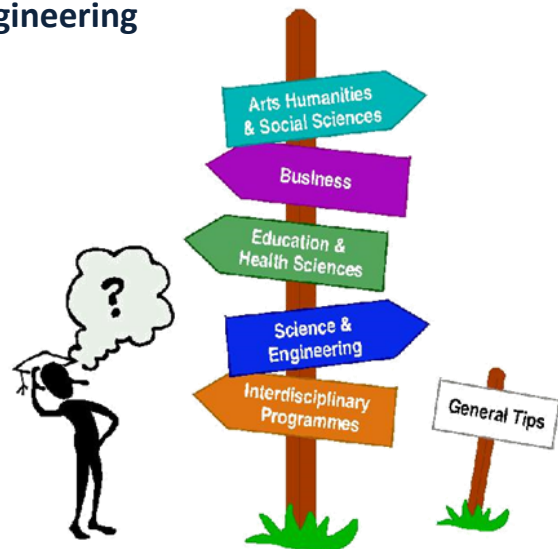 gineering
Arts Humanities
& Social Sciences
Business
Education &
Health Sciences
?
Science &
Engineering
Interdisciplinary
Programmes
General Tips